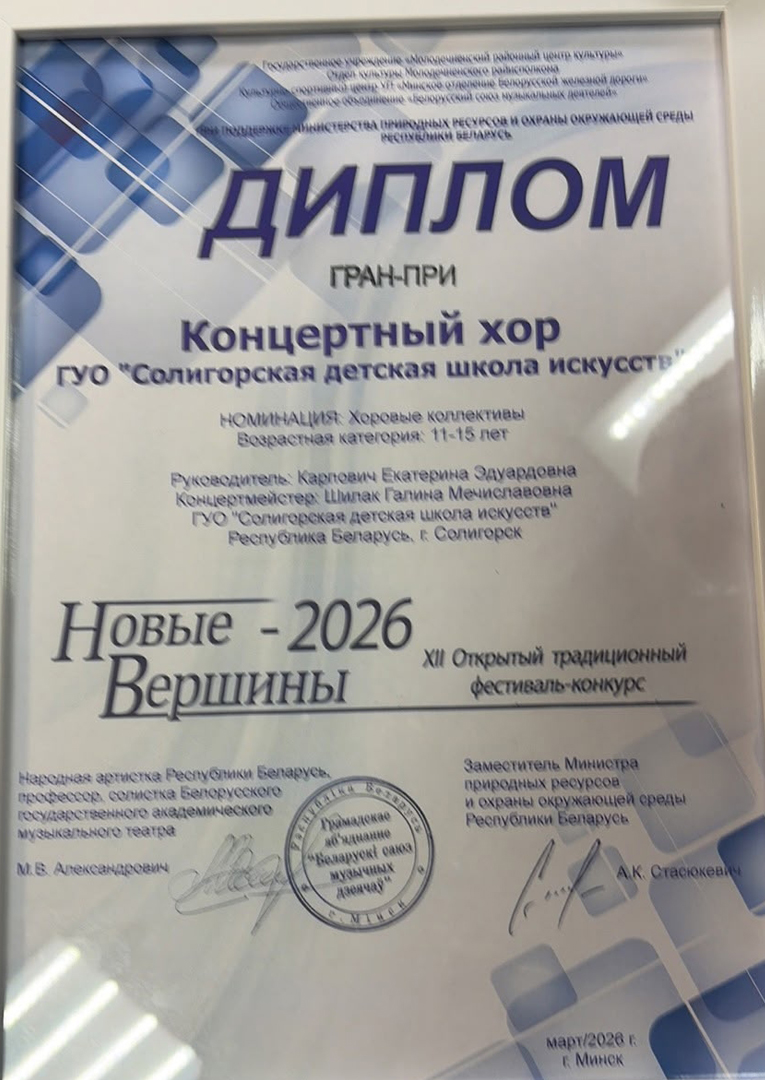 Государственное учреждение «Молодечненский районный центр культуры»
Отдел культуры Молодечненского райисполкома
Культурно-спортивный центр УП «Минское отделение Белорусской железной дороги»
Общественное объединение «Белорусский союз музыкальных деятелей»
ПРИ ПОДДЕРЖКЕ МИНИСТЕРСТВА ПРИРОДНЫХ РЕСУРСОВ И ОХРАНЫ ОКРУЖАЮЩЕЙ СРЕДЫ
РЕСПУБЛИКИ БЕЛАРУСЬ
ДИПЛОМ
ГРАН-ПРИ
Концертный хор
ГУО "Солигорская детская школа искусств"
НОМИНАЦИЯ: Хоровые коллективы
Возрастная категория: 11-15 лет
Руководитель: Карпович Екатерина Эдуардовна
Концертмейстер: Шилак Галина Мечиславовна
ГУО "Солигорская детская школа искусств"
Республика Беларусь, г. Солигорск
Новые - 2026
Вершины
XII Открытый традиционный
фестиваль-конкурс
Народная артистка Республики Беларусь,
профессор, солистка Белорусского
государственного академического
музыкального театра
М.В. Александрович
Рэспубліка Беларусь
Грамадскае
аб'яднанне
"Беларускі саюз
музычных
дзеячаў"
г. Мінск
Заместитель Министра
природных ресурсов
и охраны окружающей среды
Республики Беларусь
А.К. Стасюкевич
март/2026 г.
г. Минск